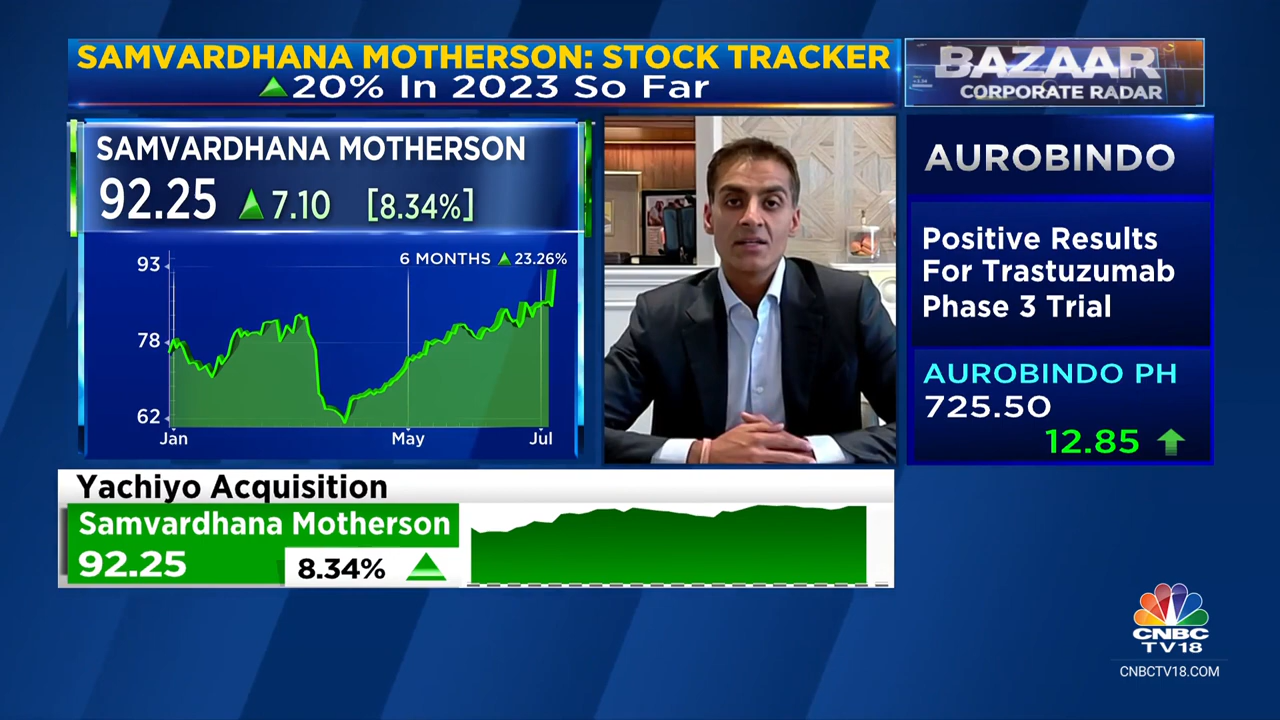 SAMVARDHANA MOTHERSON: STOCK TRACKER
▲20% In 2023 So Far
BAZAAR
CORPORATE RADAR
SAMVARDHANA MOTHERSON
92.25 ▲ 7.10 [8.34%]
6 MONTHS ▲ 23.26%
93
78
62
Jan May Jul
AUROBINDO
Positive Results
For Trastuzumab
Phase 3 Trial
AUROBINDO PH
725.50
12.85
Yachiyo Acquisition
Samvardhana Motherson
92.25 8.34% ▲
CNBC
TV18
CNBCTV18.COM